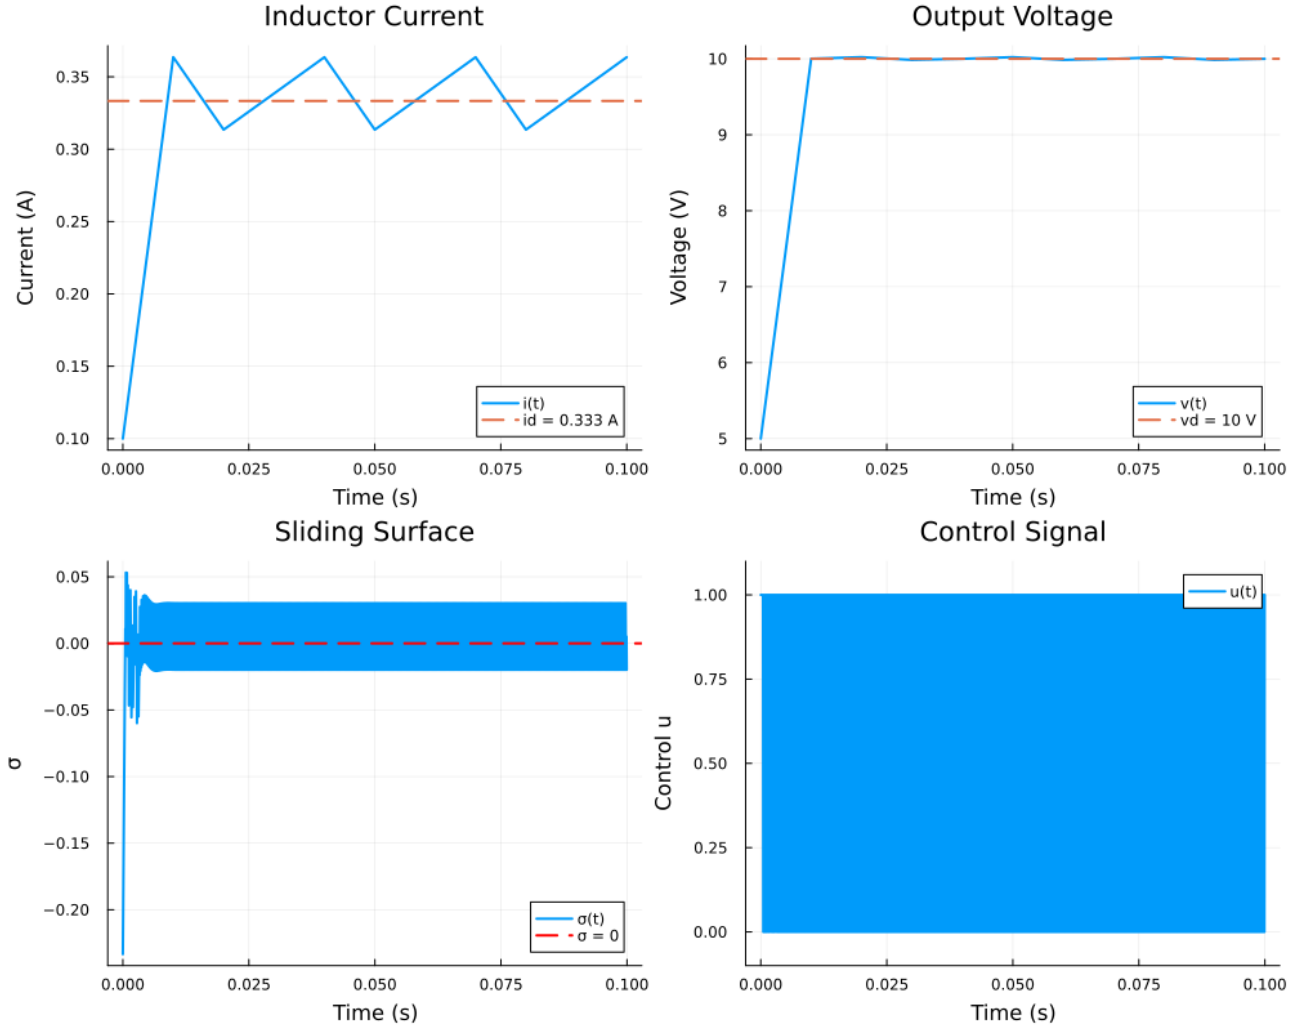 Inductor Current
Current (A)
0.35
0.30
0.25
0.20
0.15
0.10
i(t)
id = 0.333 A
0.000 0.025 0.050 0.075 0.100
Time (s)
Output Voltage
Voltage (V)
10
9
8
7
6
5
v(t)
vd = 10 V
0.000 0.025 0.050 0.075 0.100
Time (s)
Sliding Surface
σ
0.05
0.00
−0.05
−0.10
−0.15
−0.20
σ(t)
σ = 0
0.000 0.025 0.050 0.075 0.100
Time (s)
Control Signal
Control u
1.00
0.75
0.50
0.25
0.00
u(t)
0.000 0.025 0.050 0.075 0.100
Time (s)